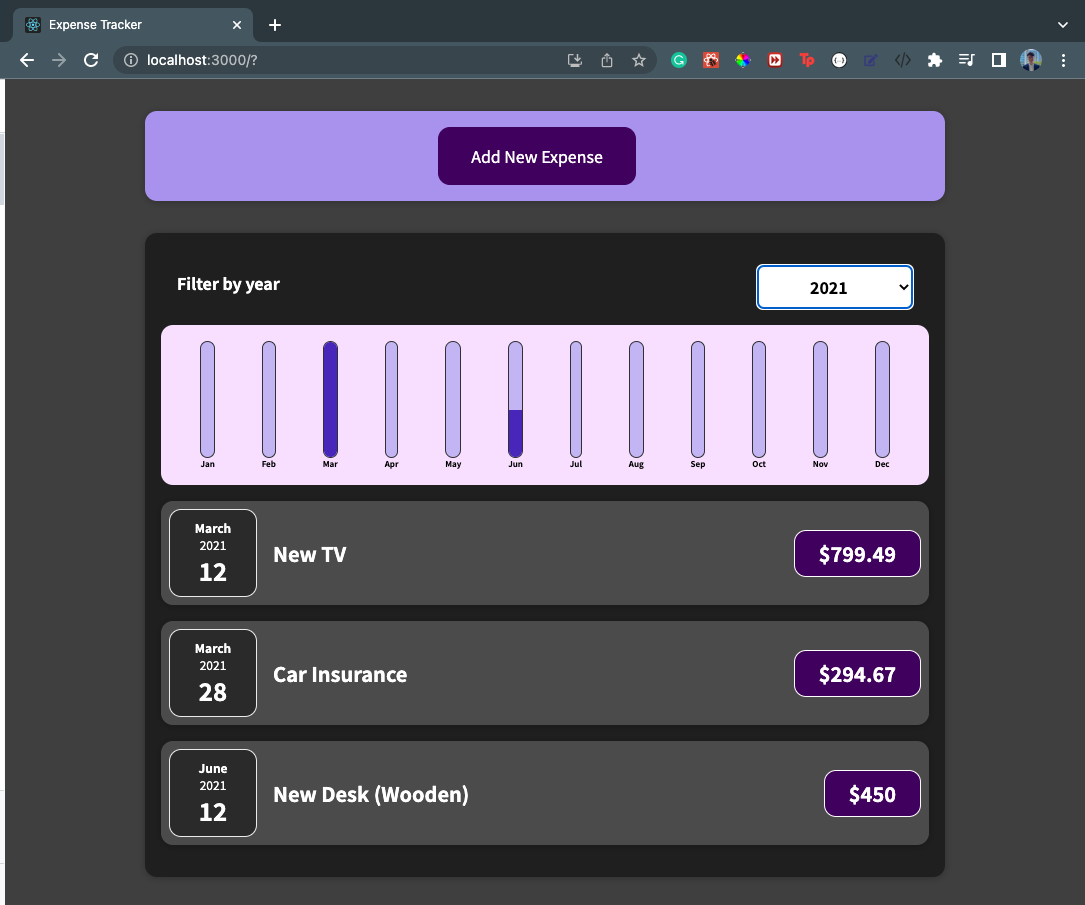 Expense Tracker
localhost:3000/?
Add New Expense
Filter by year
2021
Jan Feb Mar Apr May Jun Jul Aug Sep Oct Nov Dec
March
2021
12
New TV
$799.49
March
2021
28
Car Insurance
$294.67
June
2021
12
New Desk (Wooden)
$450